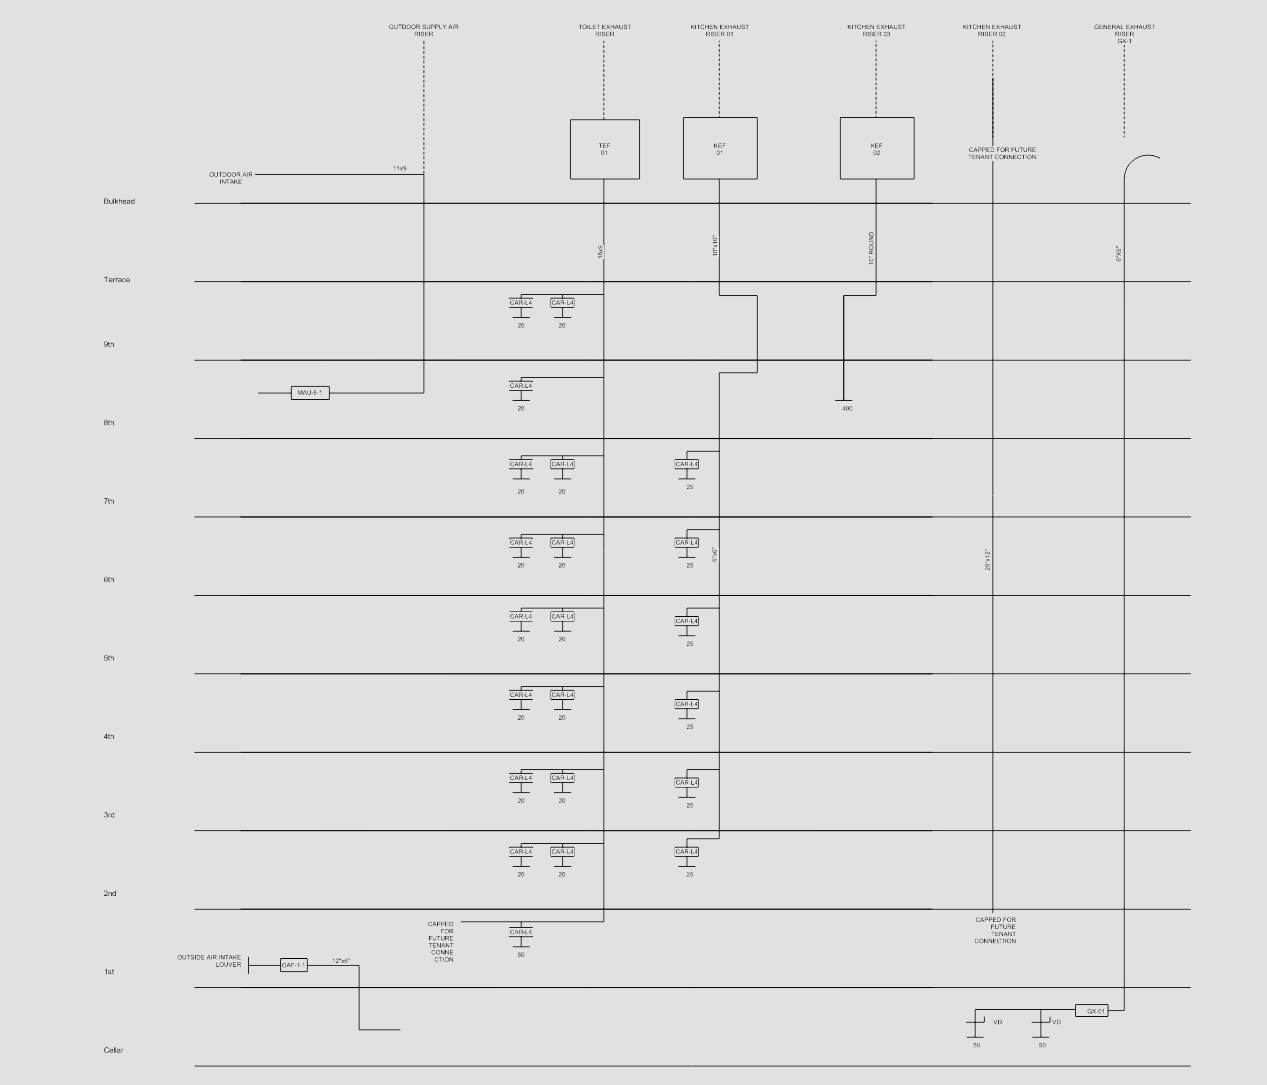 OUTDOOR SUPPLY AIR
RISER
TOILET EXHAUST
RISER
KITCHEN EXHAUST
RISER 01
KITCHEN EXHAUST
RISER 03
KITCHEN EXHAUST
RISER 02
GENERAL EXHAUST
RISER
GX-1
TEF
01
KEF
01
KEF
02
CAPPED FOR FUTURE
TENANT CONNECTION
11x9
OUTDOOR AIR
INTAKE
Bulkhead
16x9
10"x10"
10" ROUND
6"X6"
Terrace
CAR-L4 CAR-L4
20 20
9th
MAU-8-1
CAR-L4
20
400
8th
CAR-L4 CAR-L4 CAR-L4
20 20 25
7th
CAR-L4 CAR-L4 CAR-L4
6"x6"
20"x12"
20 20 25
6th
CAR-L4 CAR-L4 CAR-L4
20 20 25
5th
CAR-L4 CAR-L4 CAR-L4
20 20 25
4th
CAR-L4 CAR-L4 CAR-L4
20 20 25
3rd
CAR-L4 CAR-L4 CAR-L4
20 20 25
2nd
CAPPED
FOR
FUTURE
TENANT
CONNE
CTION
CAR-L4
50
CAPPED FOR
FUTURE
TENANT
CONNECTION
OUTSIDE AIR INTAKE
LOUVER
OAF-1-1
12"x6"
1st
GX-01
VD VD
50 50
Cellar